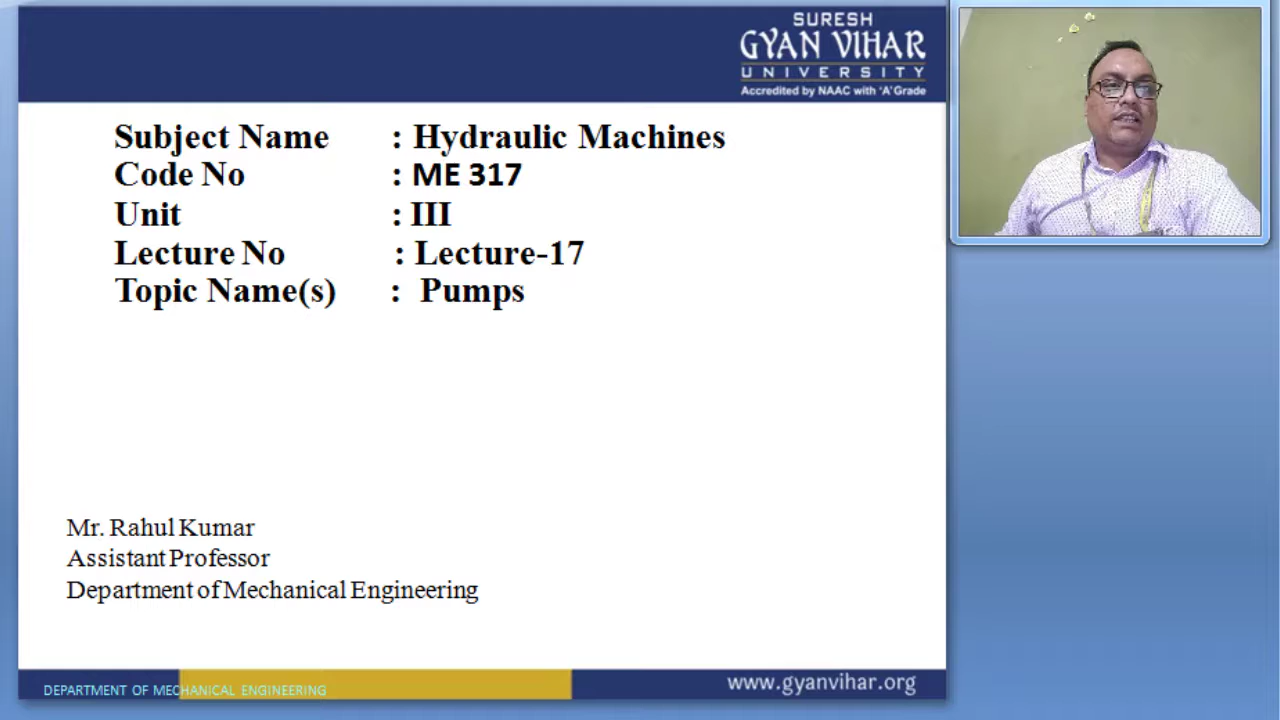 SURESH
GYAN VIHAR
UNIVERSITY
Accredited by NAAC with 'A' Grade
Subject Name : Hydraulic Machines
Code No : ME 317
Unit : III
Lecture No : Lecture-17
Topic Name(s) : Pumps
Mr. Rahul Kumar
Assistant Professor
Department of Mechanical Engineering
DEPARTMENT OF MECHANICAL ENGINEERING
www.gyanvihar.org